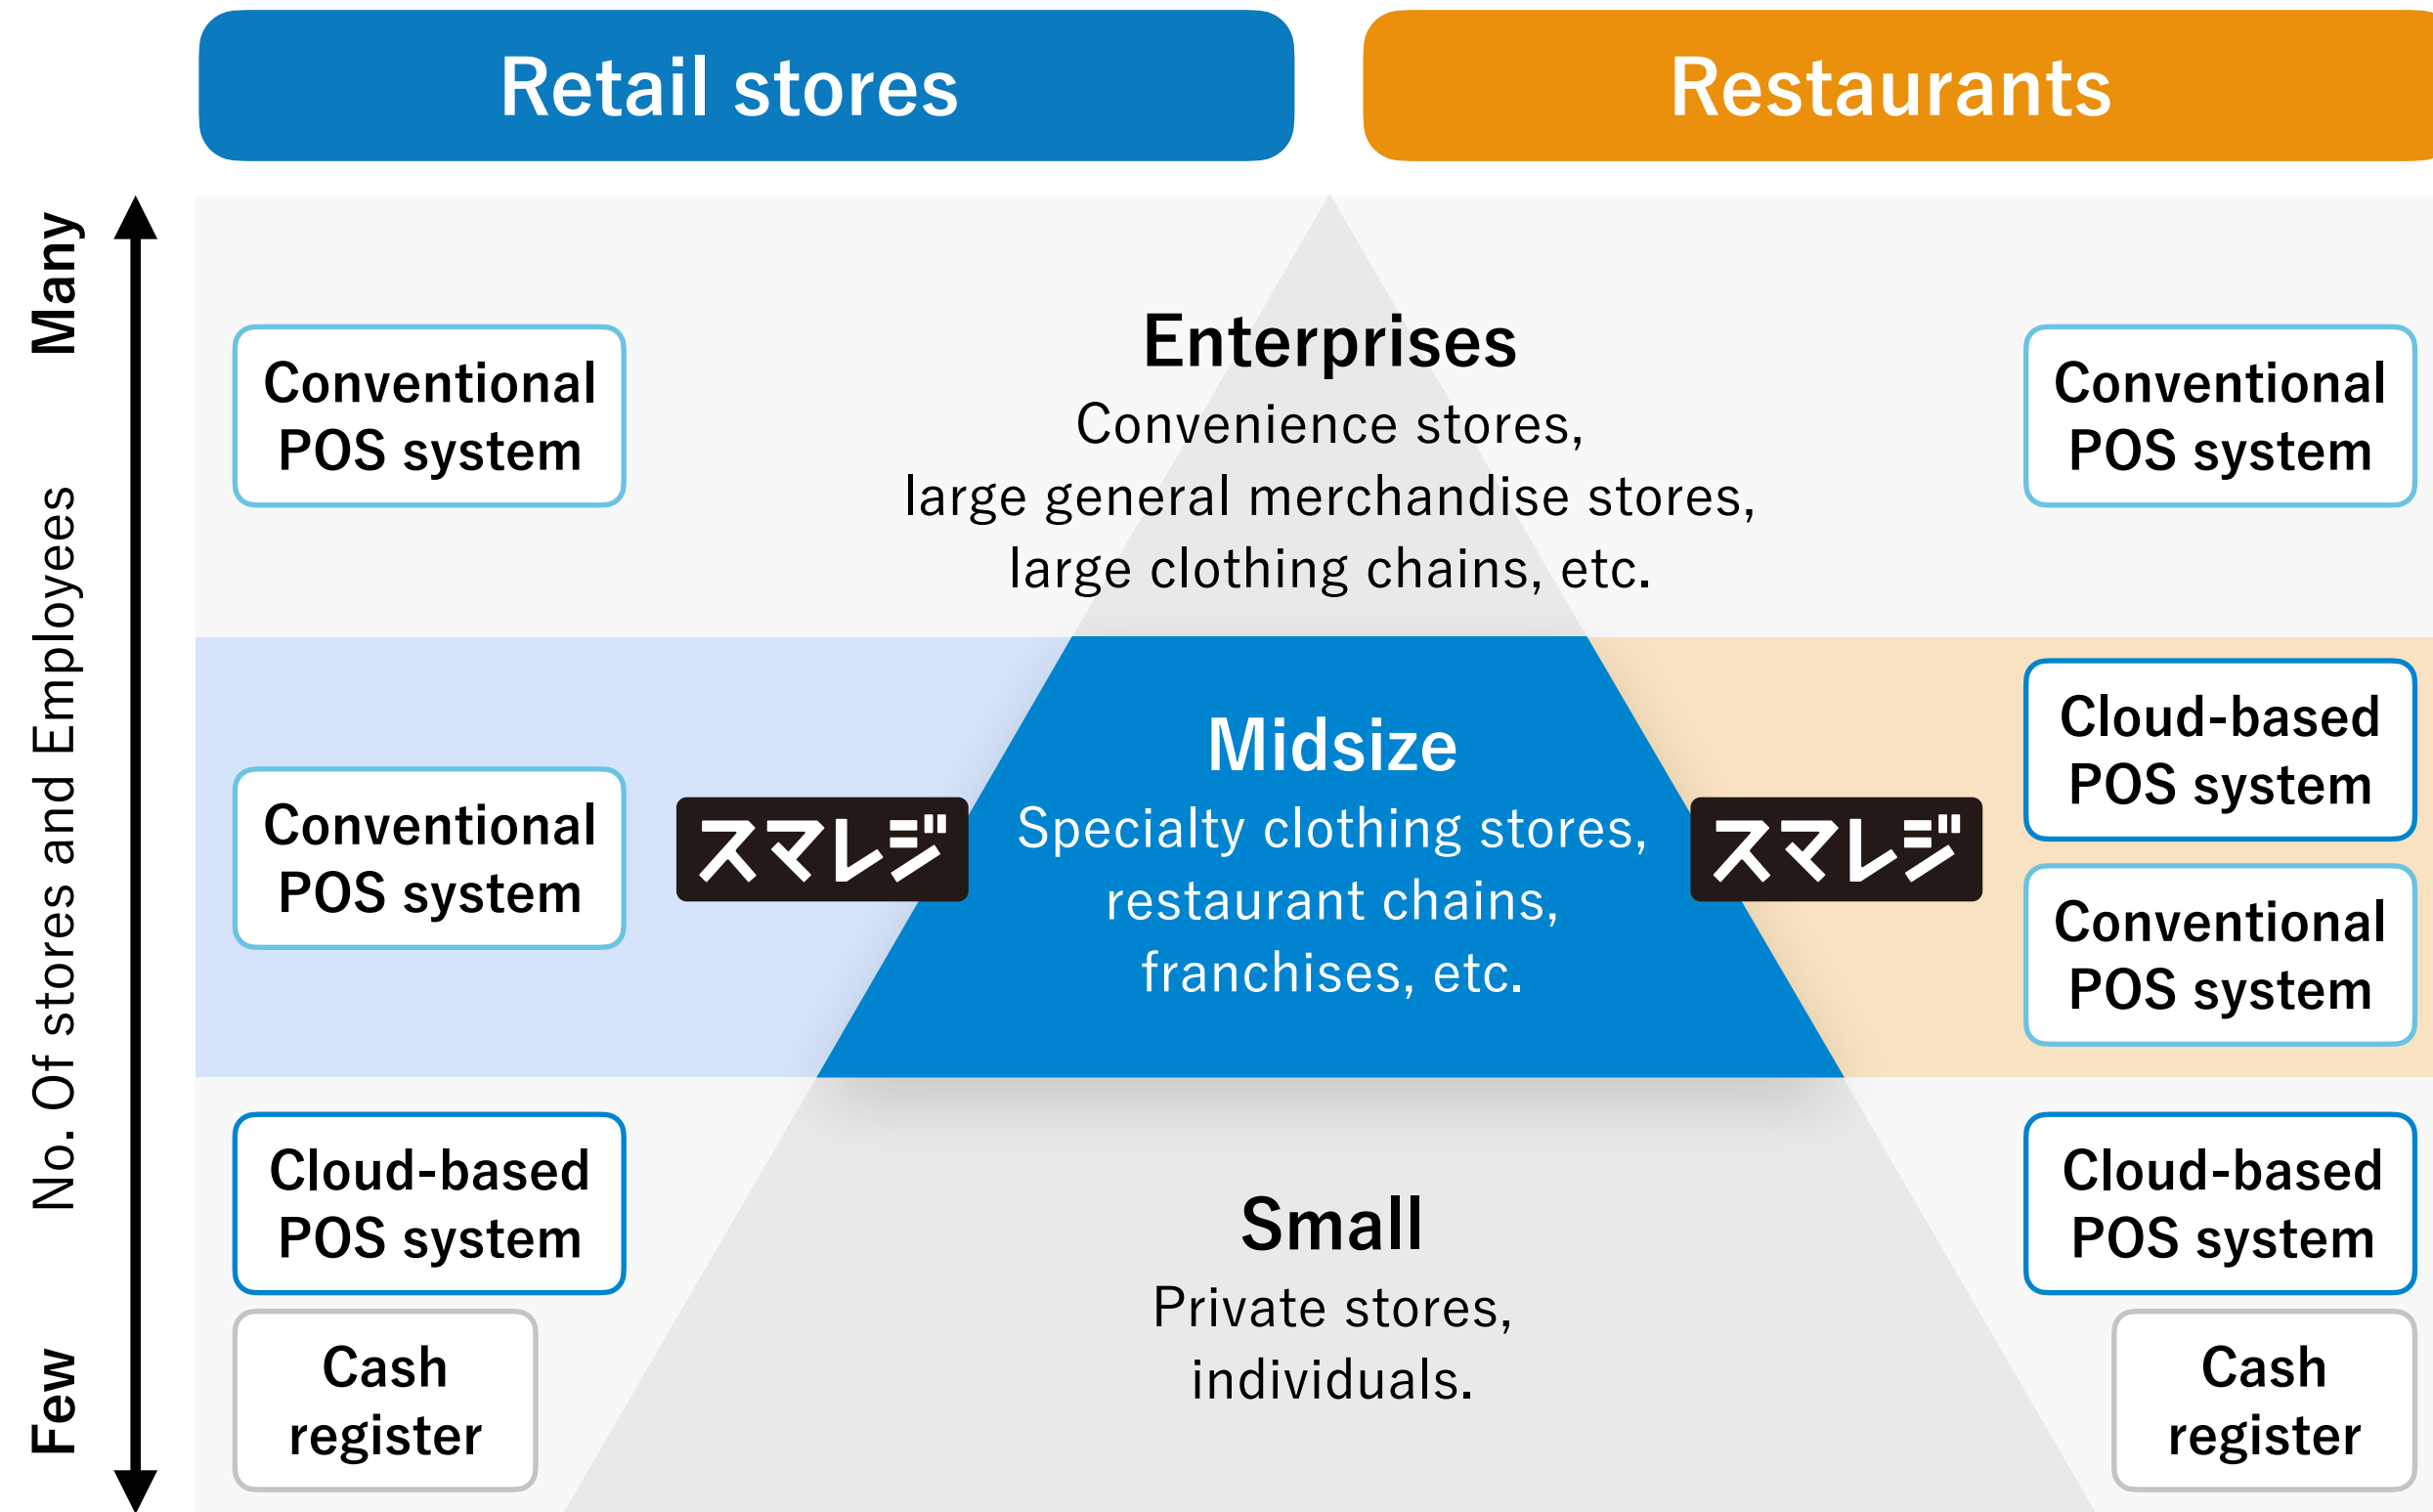 Retail stores
Restaurants
Many
No. Of stores and Employees
Few
Conventional
POS system
Enterprises
Convenience stores,
large general merchandise stores,
large clothing chains, etc.
Conventional
POS system
Conventional
POS system
スマレジ
Midsize
Specialty clothing stores,
restaurant chains,
franchises, etc.
スマレジ
Cloud-based
POS system
Conventional
POS system
Cloud-based
POS system
Cash
register
Small
Private stores,
individuals.
Cloud-based
POS system
Cash
register